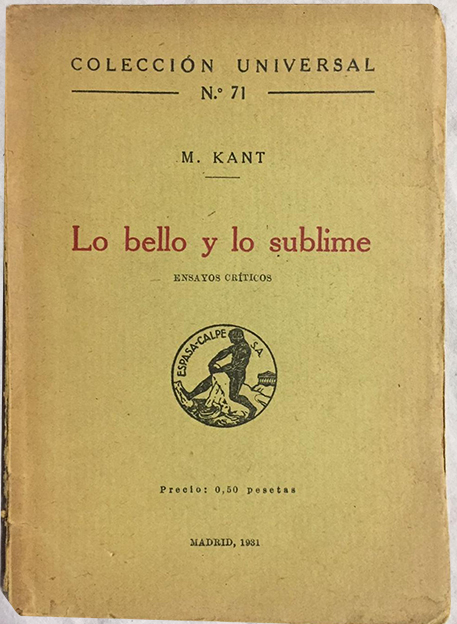 COLECCIÓN UNIVERSAL
N.º 71
M. KANT
Lo bello y lo sublime
ENSAYOS CRÍTICOS
ESPASA-CALPE S.A.
Precio: 0,50 pesetas
MADRID, 1931